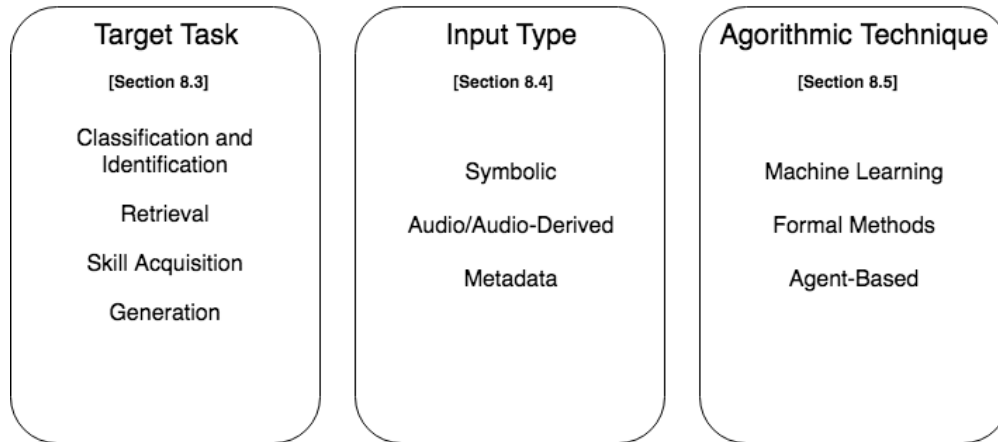 Target Task
[Section 8.3]
Classification and
Identification
Retrieval
Skill Acquisition
Generation
Input Type
[Section 8.4]
Symbolic
Audio/Audio-Derived
Metadata
Agorithmic Technique
[Section 8.5]
Machine Learning
Formal Methods
Agent-Based